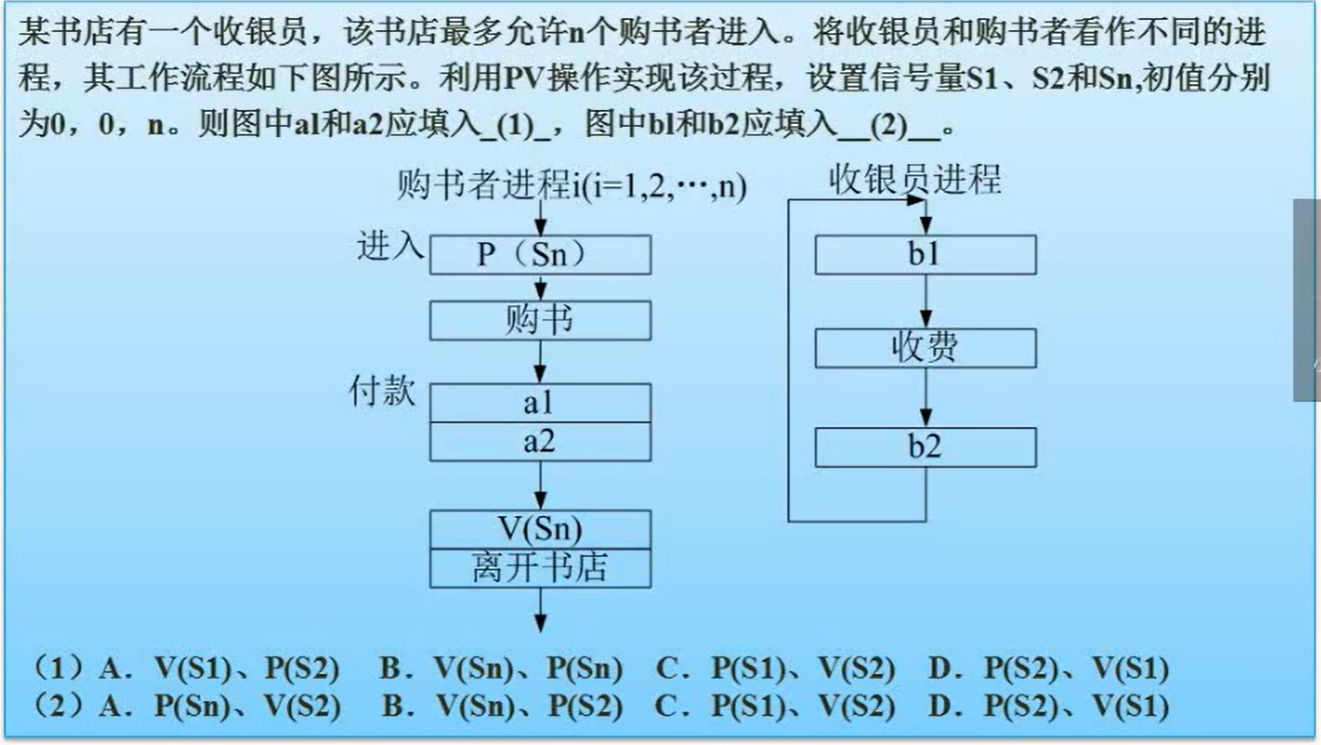 某书店有一个收银员，该书店最多允许n个购书者进入。将收银员和购书者看作不同的进
程，其工作流程如下图所示。利用PV操作实现该过程，设置信号量S1、S2和Sn,初值分别
为0，0，n。则图中al和a2应填入_(1)_，图中bl和b2应填入__(2)__。
购书者进程i(i=1,2,…,n)
收银员进程
进入
P（Sn）
b1
购书
收费
付款
a1
a2
b2
V(Sn)
离开书店
（1）A．V(S1)、P(S2) B．V(Sn)、P(Sn) C．P(S1)、V(S2) D．P(S2)、V(S1)
（2）A．P(Sn)、V(S2) B．V(Sn)、P(S2) C．P(S1)、V(S2) D．P(S2)、V(S1)